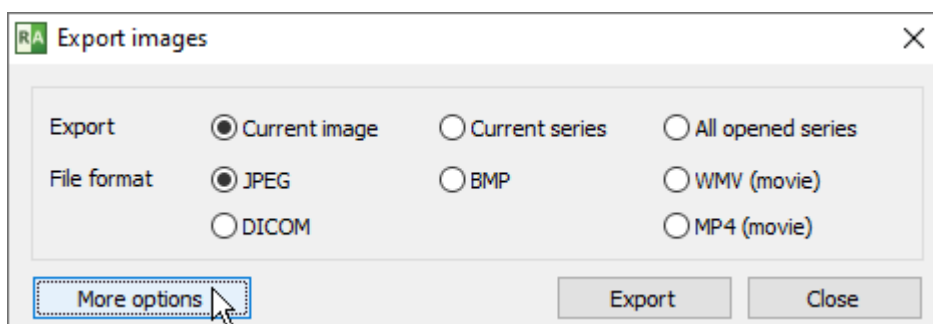 RA Export images
Export Current image Current series All opened series
File format JPEG BMP WMV (movie)
DICOM MP4 (movie)
More options Export Close